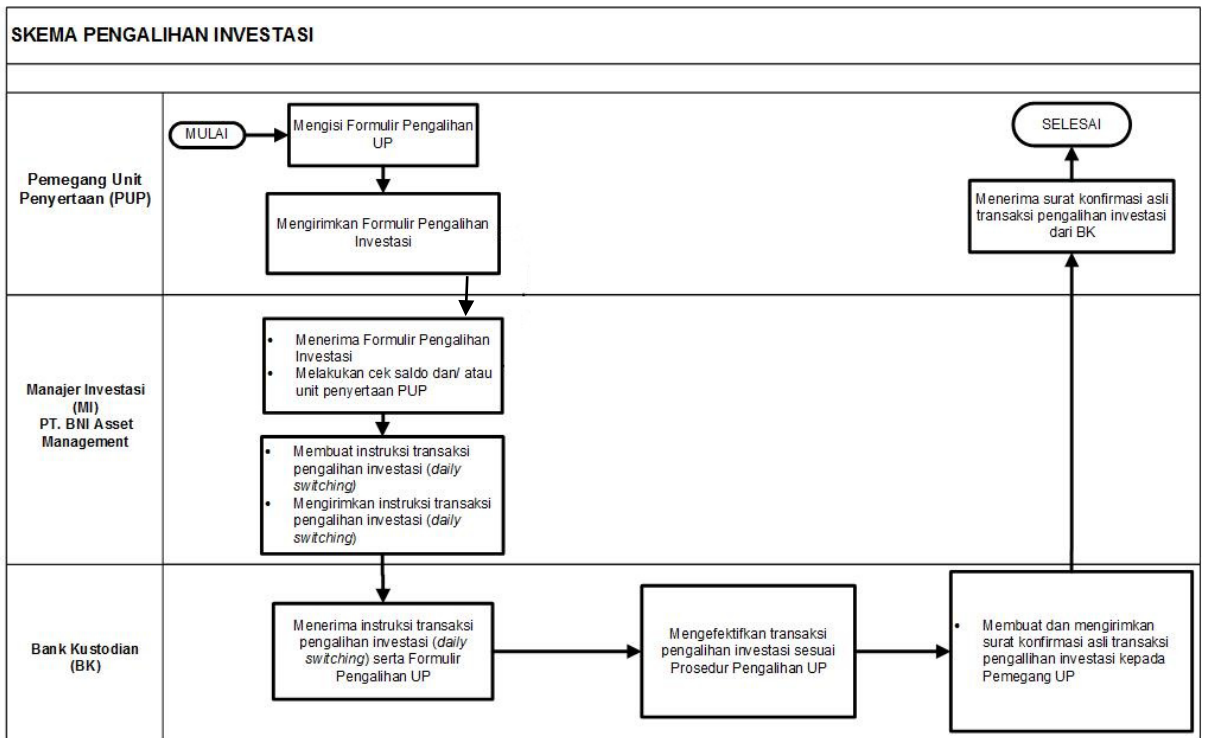 SKEMA PENGALIHAN INVESTASI
Pemegang Unit
Penyertaan (PUP)
MULAI
Mengisi Formulir Pengalihan
UP
Mengirimkan Formulir Pengalihan
Investasi
SELESAI
Menerima surat konfirmasi asli
transaksi pengalihan investasi
dari BK
Manajer Investasi
(MI)
PT. BNI Asset
Management
• Menerima Formulir Pengalihan
Investasi
• Melakukan cek saldo dan/ atau
unit penyertaan PUP
• Membuat instruksi transaksi
pengalihan investasi (daily
switching)
• Mengirimkan instruksi transaksi
pengalihan investasi (daily
switching)
Bank Kustodian
(BK)
Menerima instruksi transaksi
pengalihan investasi (daily
switching) serta Formulir
Pengalihan UP
Mengefektifkan transaksi
pengalihan investasi sesuai
Prosedur Pengalihan UP
• Membuat dan mengirimkan
surat konfirmasi asli transaksi
pengallihan investasi kepada
Pemegang UP